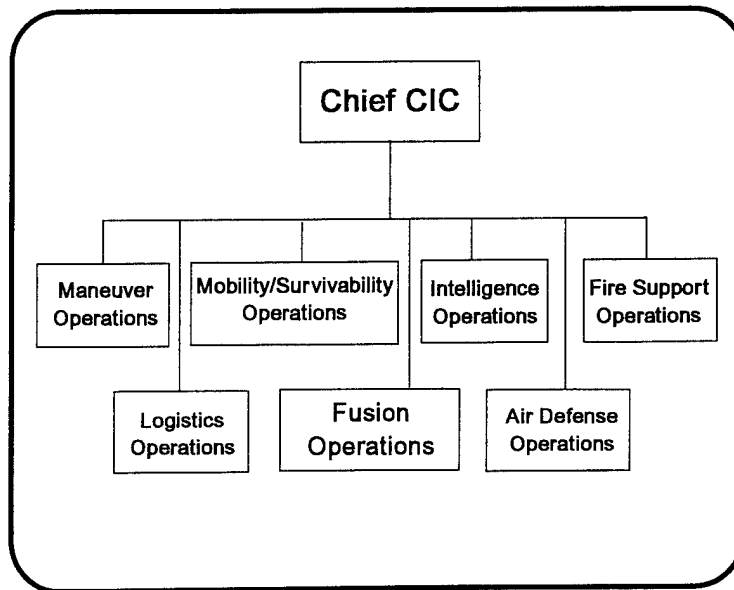 Chief CIC
Maneuver
Operations
Mobility/Survivability
Operations
Intelligence
Operations
Fire Support
Operations
Logistics
Operations
Fusion
Operations
Air Defense
Operations